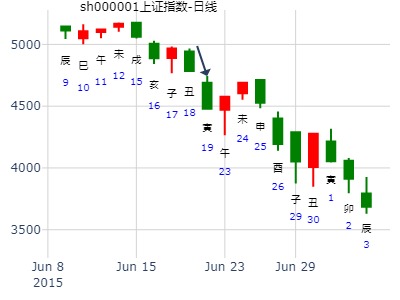 sh000001上证指数-日线
5000
4500
4000
3500
辰
9
巳
10
午
11
未
12
戌
15
亥
16
子
17
丑
18
寅
19
午
23
未
24
申
25
酉
26
子
29
丑
30
寅
1
卯
2
辰
3
Jun 8
2015
Jun 15
Jun 23
Jun 29